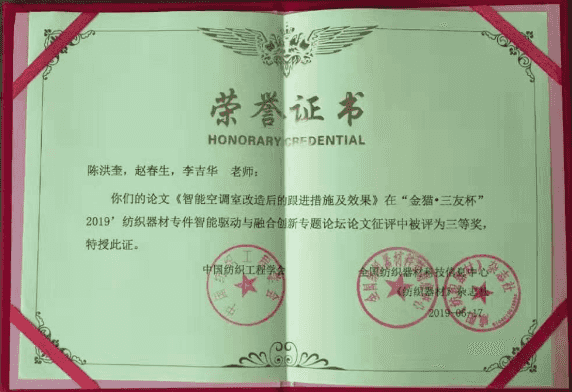 荣誉证书
HONORARY CREDENTIAL
陈洪奎，赵春生，李吉华　老师：
你们的论文《智能空调室改造后的跟进措施及效果》在“金猫•三友杯”
2019’纺织器材专件智能驱动与融合创新专题论坛论文征评中被评为三等奖，
特授此证。
中国纺织工程学会　全国纺织器材科技信息中心
《纺织器材》杂志社
2019-06-17